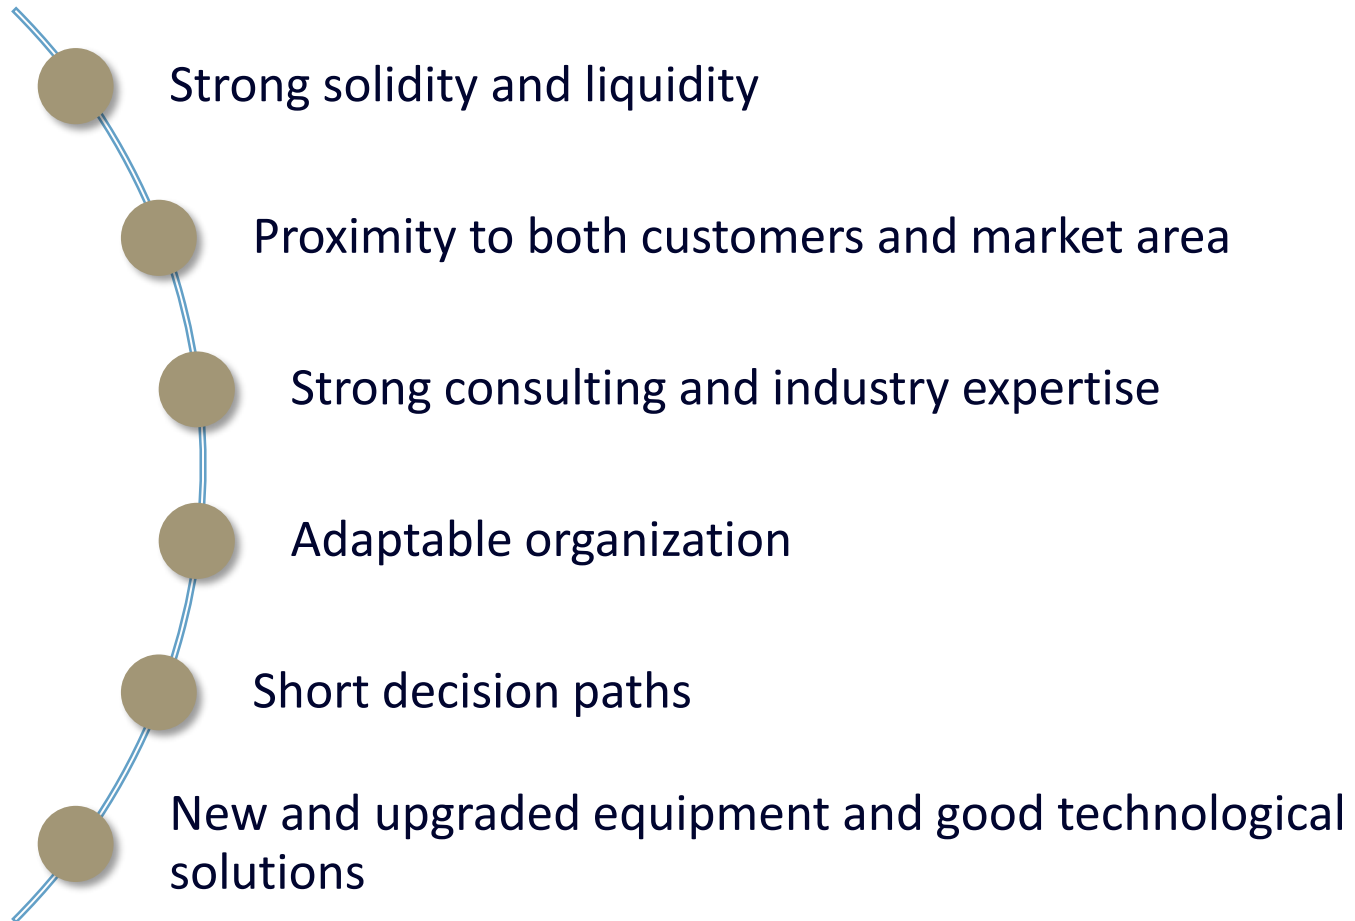 Strong solidity and liquidity
Proximity to both customers and market area
Strong consulting and industry expertise
Adaptable organization
Short decision paths
New and upgraded equipment and good technological
solutions